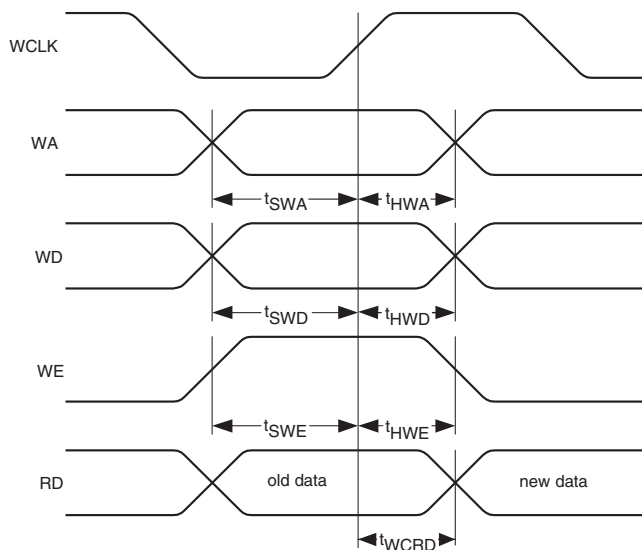 WCLK
WA
tSWA tHWA
WD
tSWD tHWD
WE
tSWE tHWE
RD old data new data
tWCRD